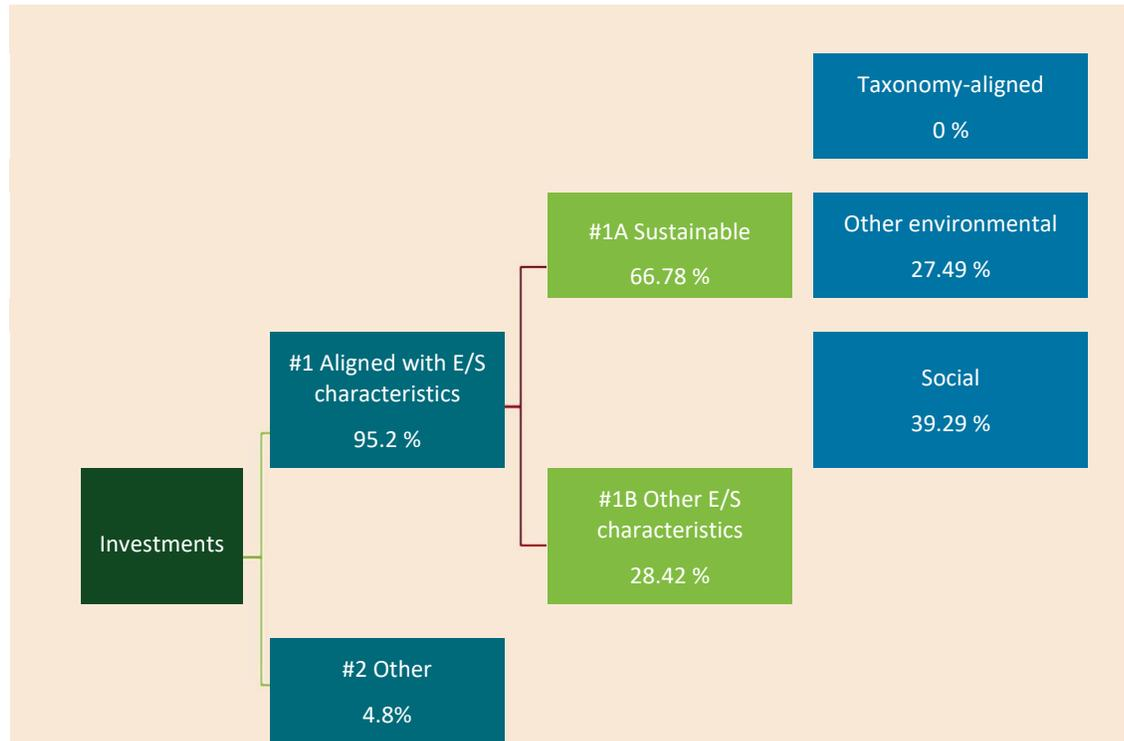 Taxonomy-aligned
0 %
#1A Sustainable
66.78 %
Other environmental
27.49 %
#1 Aligned with E/S
characteristics
95.2 %
Social
39.29 %
Investments
#1B Other E/S
characteristics
28.42 %
#2 Other
4.8%